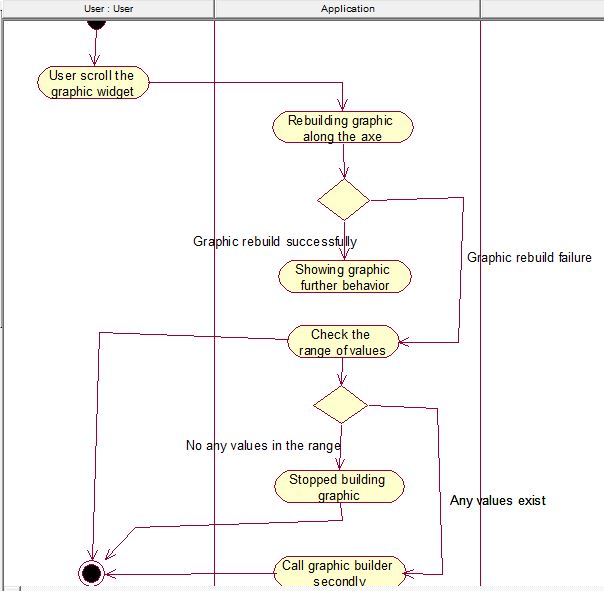 User : User
Application
User scroll the
graphic widget
Rebuilding graphic
along the axe
Graphic rebuild successfully
Graphic rebuild failure
Showing graphic
further behavior
Check the
range of values
No any values in the range
Stopped building
graphic
Any values exist
Call graphic builder
secondly